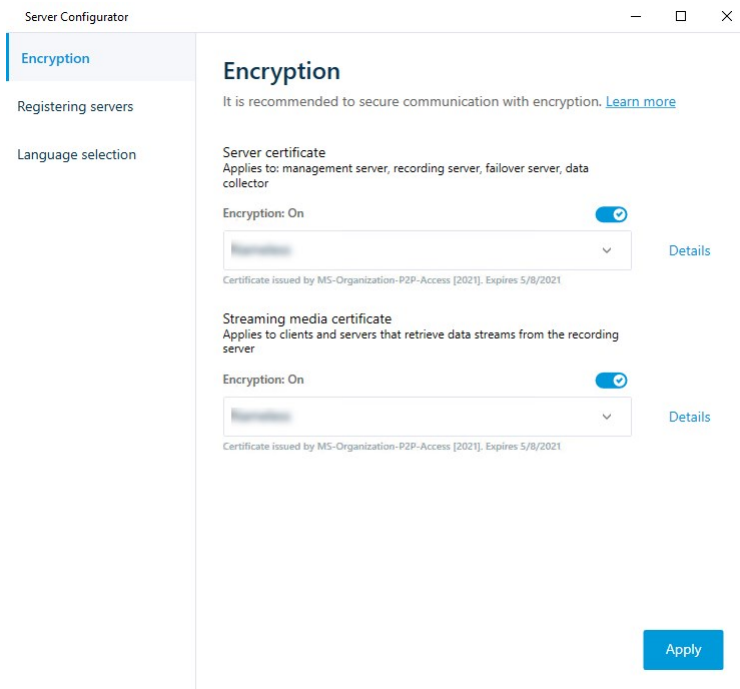 Server Configurator
Encryption
Registering servers
Language selection
Encryption
It is recommended to secure communication with encryption. Learn more
Server certificate
Applies to: management server, recording server, failover server, data
collector
Encryption: On
Details
Certificate issued by MS-Organization-P2P-Access [2021]. Expires 5/8/2021
Streaming media certificate
Applies to clients and servers that retrieve data streams from the recording
server
Encryption: On
Details
Certificate issued by MS-Organization-P2P-Access [2021]. Expires 5/8/2021
Apply